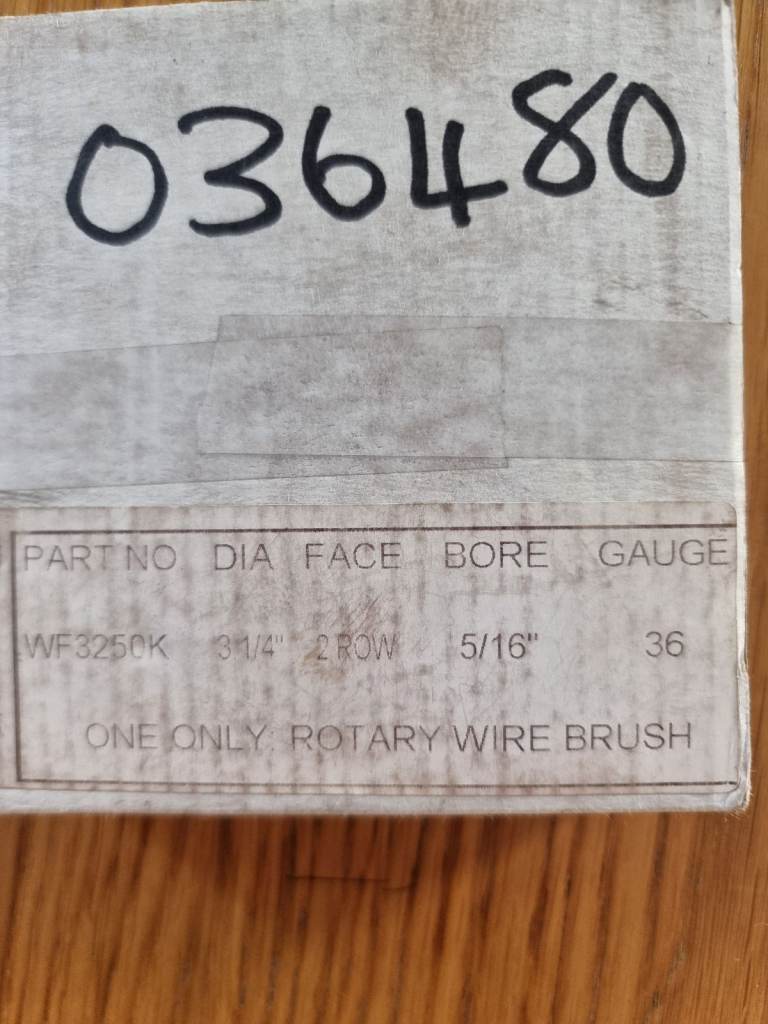 036480
PART NO DIA FACE BORE GAUGE
WF3250K 3 1/4" 2 ROW 5/16" 36
ONE ONLY: ROTARY WIRE BRUSH